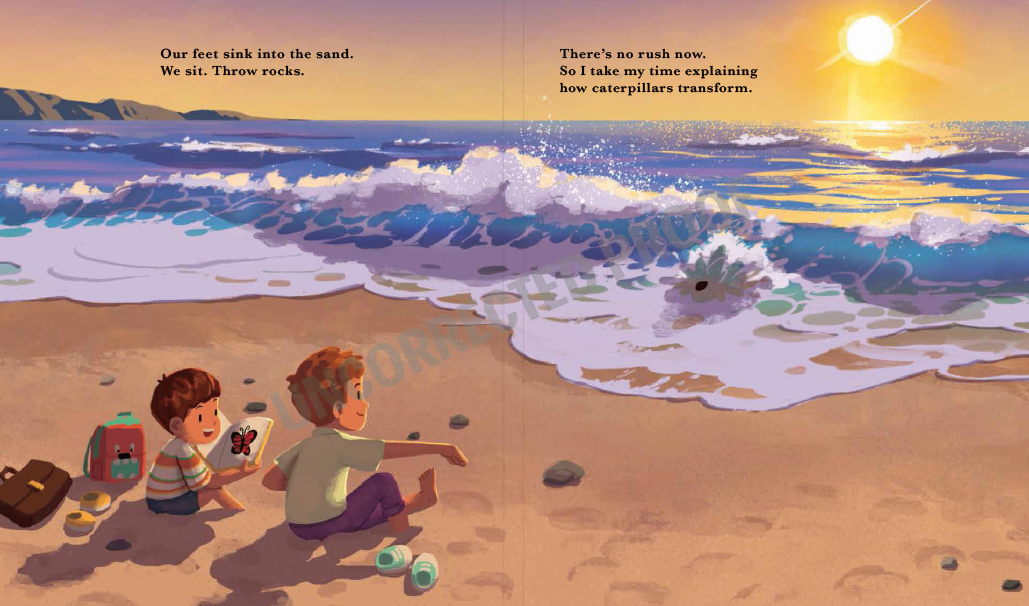 Our feet sink into the sand.
We sit. Throw rocks.
There’s no rush now.
So I take my time explaining
how caterpillars transform.
UNCORRECTED PROOF